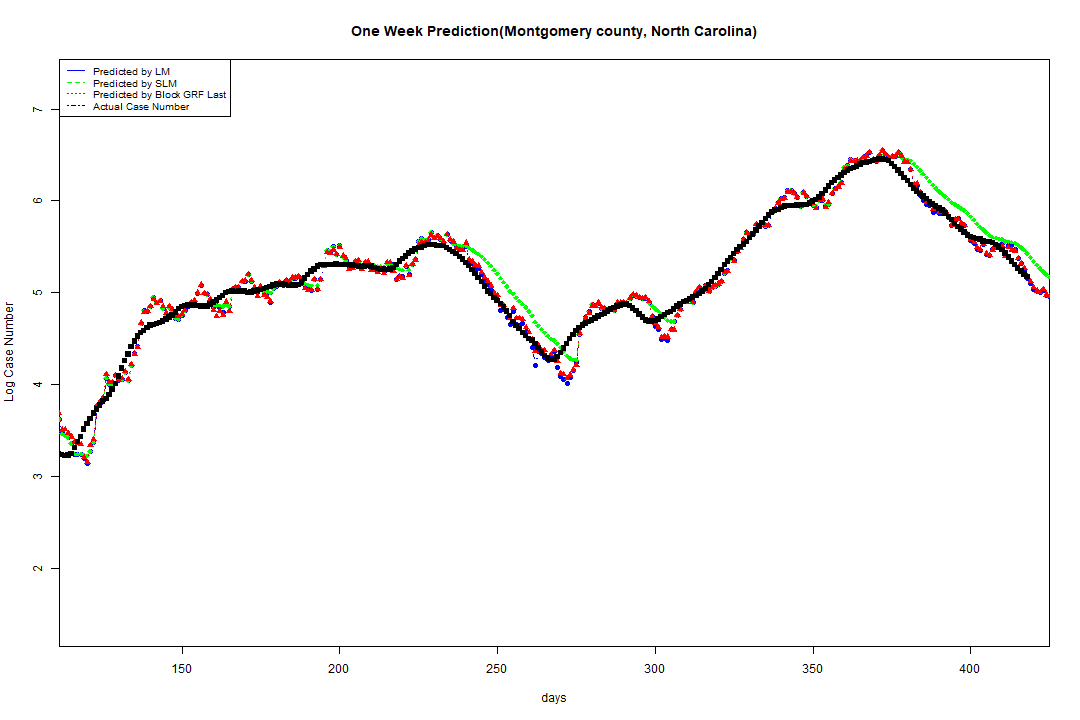 One Week Prediction(Montgomery county, North Carolina)
Predicted by LM
Predicted by SLM
Predicted by Block GRF Last
Actual Case Number
7
6
5
4
3
2
Log Case Number
150 200 250 300 350 400
days